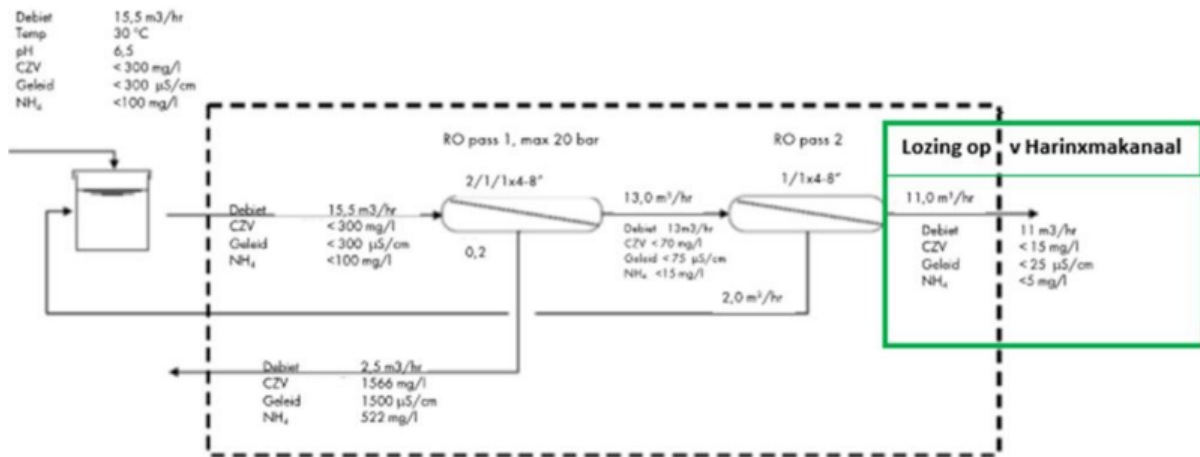 Debiet 15,5 m3/hr
Temp 30 °C
pH 6,5
CZV < 300 mg/l
Geleid < 300 µS/cm
NH₄ <100 mg/l
RO pass 1, max 20 bar
RO pass 2
Lozing op v Harinxmakanaal
2/1/1x4-8"
1/1x4-8"
13,0 m³/hr
11,0 m³/hr
Debiet 15,5 m3/hr
CZV < 300 mg/l
Geleid < 300 µS/cm
NH₄ <100 mg/l
0,2
Debiet 13m3/hr
CZV <70 mg/l
Geleid <75 µS/cm
NH₄ <15 mg/l
Debiet 11 m3/hr
CZV < 15 mg/l
Geleid < 25 µS/cm
NH₄ <5 mg/l
2,0 m³/hr
Debiet 2,5 m3/hr
CZV 1566 mg/l
Geleid 1500 µS/cm
NH₄ 522 mg/l